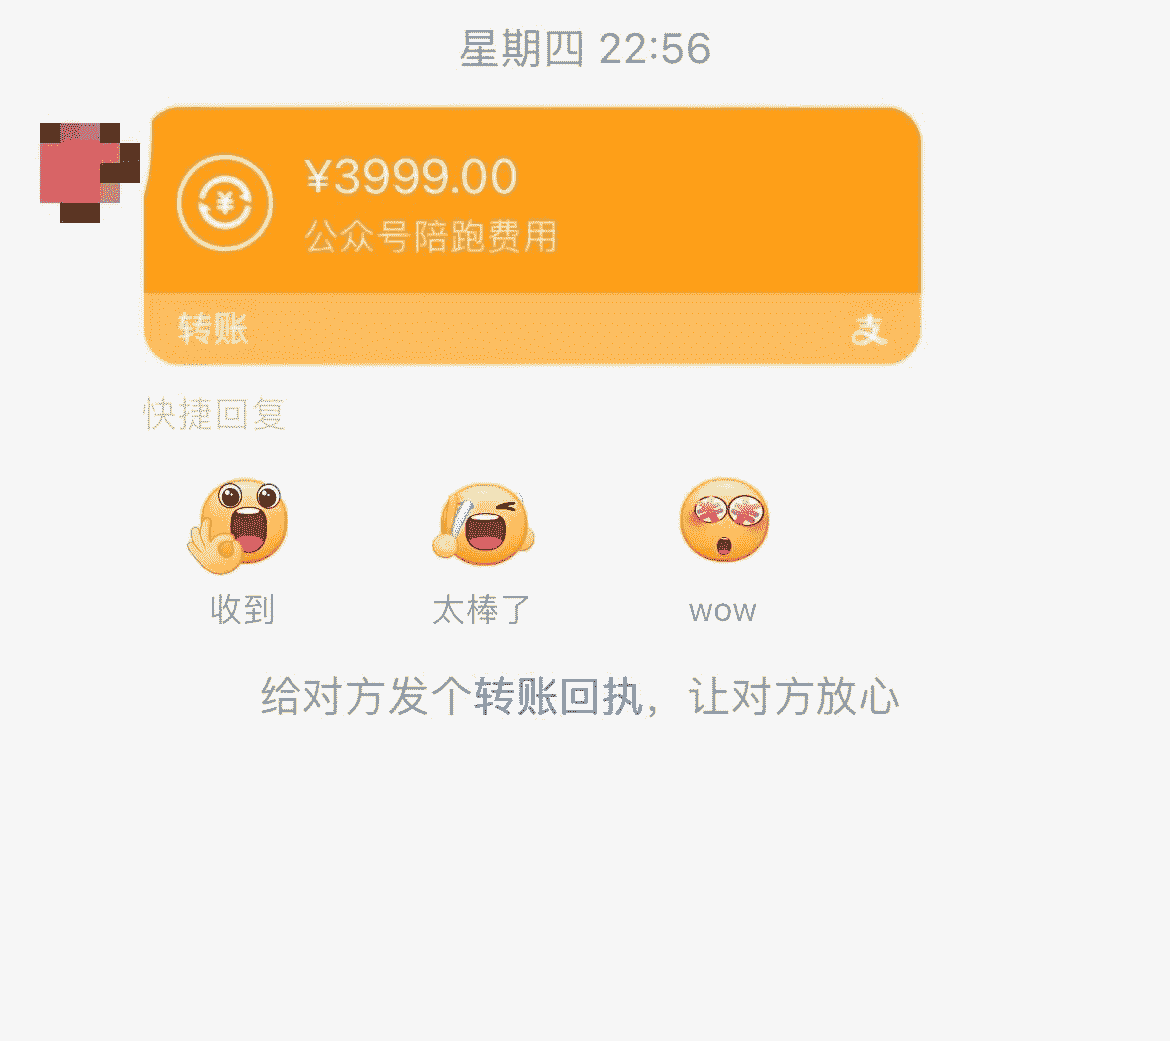 星期四 22:56
¥3999.00
公众号陪跑费用
转账
支
快捷回复
收到
太棒了
wow
给对方发个转账回执，让对方放心